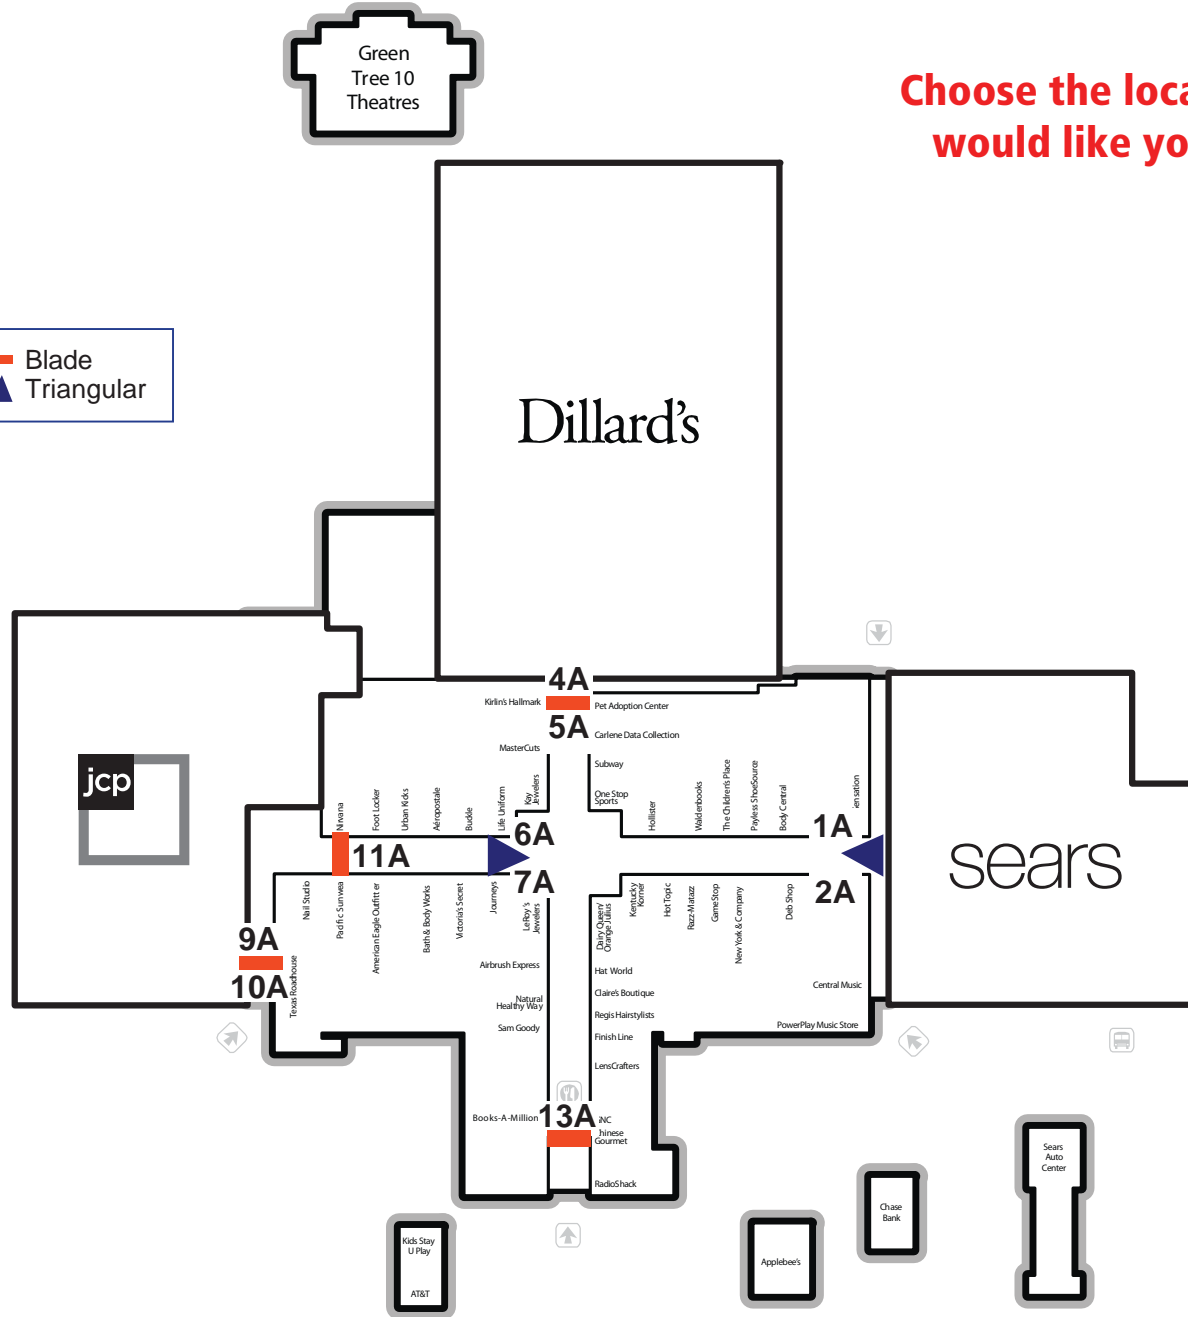 Green
Tree 10
Theatres
Choose the loca
would like yo
Blade
Triangular
Dillard's
jcp
sears
4A
5A
Kirlin's Hallmark
Pet Adoption Center
Carlene Data Collection
MasterCuts
Subway
One Stop
Sports
Kay
Jewelers
Life Uniform
Buckle
Aéropostale
Urban Kicks
Foot Locker
Nirvana
Hollister
Waldenbooks
The Children's Place
Payless ShoeSource
Body Central
ensation
6A
7A
11A
1A
2A
Nail Studio
Pacific Sunwea
American Eagle Outfitter
Bath & Body Works
Victoria's Secret
Journeys
LeRoy's
Jewelers
Dairy Queen/
Orange Julius
Kentucky
Korner
Hot Topic
Razz-Matazz
GameStop
New York & Company
Deb Shop
9A
10A
Texas Roadhouse
Airbrush Express
Natural
Healthy Way
Sam Goody
Hat World
Claire's Boutique
Regis Hairstylists
Finish Line
LensCrafters
Central Music
PowerPlay Music Store
Books-A-Million
13A
NC
hinese
Gourmet
RadioShack
Kids Stay
U Play
AT&T
Applebee's
Chase
Bank
Sears
Auto
Center